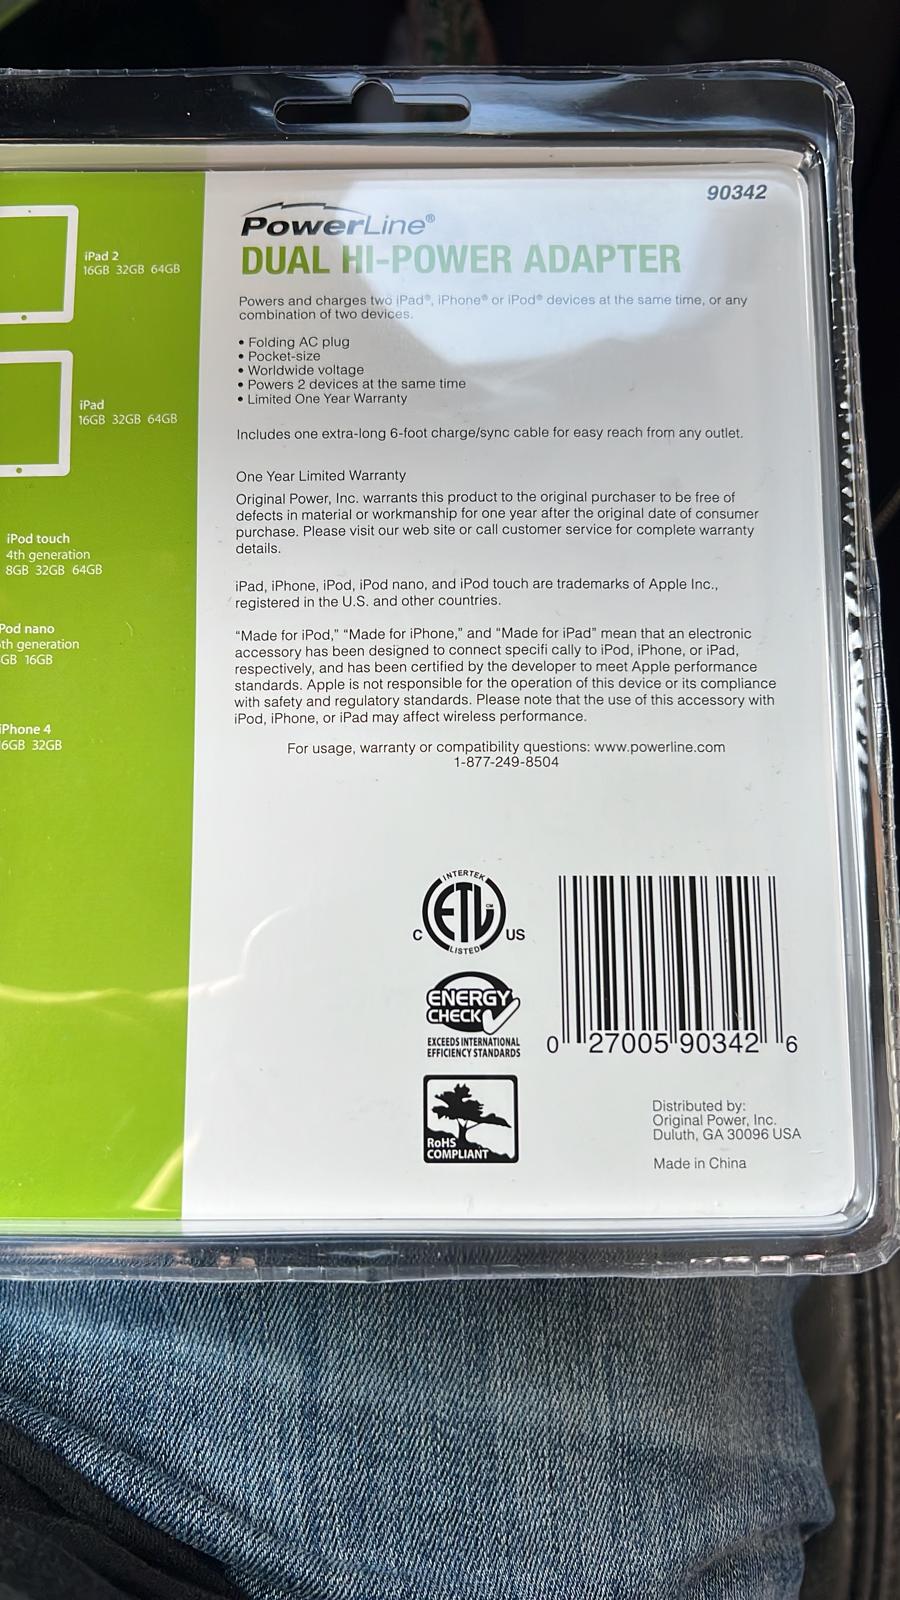 90342
PowerLine®
DUAL HI-POWER ADAPTER
Powers and charges two iPad®, iPhone® or iPod® devices at the same time, or any
combination of two devices.
• Folding AC plug
• Pocket-size
• Worldwide voltage
• Powers 2 devices at the same time
• Limited One Year Warranty
Includes one extra-long 6-foot charge/sync cable for easy reach from any outlet.
One Year Limited Warranty
Original Power, Inc. warrants this product to the original purchaser to be free of
defects in material or workmanship for one year after the original date of consumer
purchase. Please visit our web site or call customer service for complete warranty
details.
iPad, iPhone, iPod, iPod nano, and iPod touch are trademarks of Apple Inc.,
registered in the U.S. and other countries.
“Made for iPod,” “Made for iPhone,” and “Made for iPad” mean that an electronic
accessory has been designed to connect specifi cally to iPod, iPhone, or iPad,
respectively, and has been certified by the developer to meet Apple performance
standards. Apple is not responsible for the operation of this device or its compliance
with safety and regulatory standards. Please note that the use of this accessory with
iPod, iPhone, or iPad may affect wireless performance.
For usage, warranty or compatibility questions: www.powerline.com
1-877-249-8504
iPad 2
16GB 32GB 64GB
iPad
16GB 32GB 64GB
iPod touch
4th generation
8GB 32GB 64GB
Pod nano
th generation
GB 16GB
iPhone 4
6GB 32GB
INTERTEK
ETL CM
C US
LISTED
ENERGY
CHECK
EXCEEDS INTERNATIONAL
EFFICIENCY STANDARDS
RoHS
COMPLIANT
0 27005 90342 6
Distributed by:
Original Power, Inc.
Duluth, GA 30096 USA
Made in China